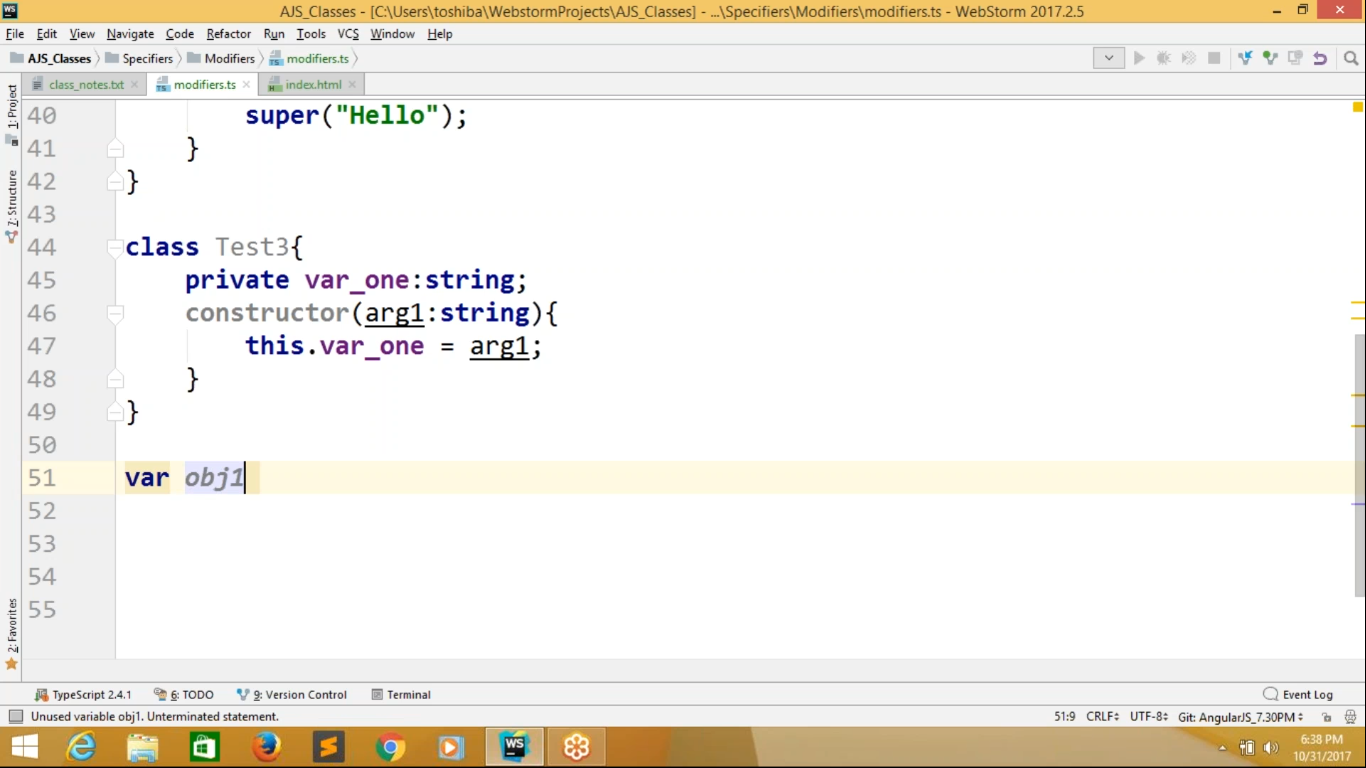 AJS_Classes - [C:\Users\toshiba\WebstormProjects\AJS_Classes] - ...\Specifiers\Modifiers\modifiers.ts - WebStorm 2017.2.5
File Edit View Navigate Code Refactor Run Tools VCS Window Help
AJS_Classes Specifiers Modifiers modifiers.ts
class_notes.txt modifiers.ts index.html
1: Project
7: Structure
2: Favorites
40 super("Hello");
41 }
42 }
43
44 class Test3{
45 private var_one:string;
46 constructor(arg1:string){
47 this.var_one = arg1;
48 }
49 }
50
51 var obj1
52
53
54
55
TypeScript 2.4.1 6: TODO 9: Version Control Terminal Event Log
Unused variable obj1. Unterminated statement. 51:9 CRLF UTF-8 Git: AngularJS_7.30PM
6:38 PM
10/31/2017